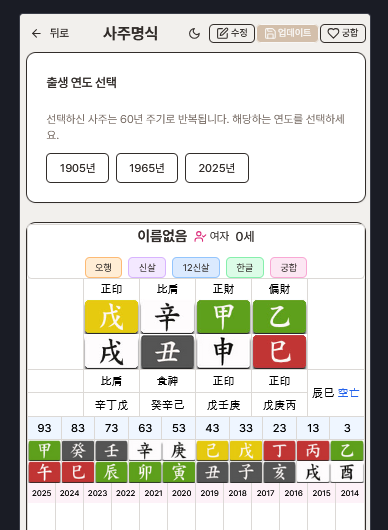 뒤로 사주명식 수정 업데이트 궁합
출생 연도 선택
선택하신 사주는 60년 주기로 반복됩니다. 해당하는 연도를 선택하세
요.
1905년 1965년 2025년
이름없음 여자 0세
오행 신살 12신살 한글 궁합
正印 比肩 正財 偏財
戊 辛 甲 乙
戌 丑 申 巳
比肩 食神 正印 正印
辛丁戊 癸辛己 戊壬庚 戊庚丙 辰巳 空亡
93 83 73 63 53 43 33 23 13 3
甲 癸 壬 辛 庚 己 戊 丁 丙 乙
午 巳 辰 卯 寅 丑 子 亥 戌 酉
2025 2024 2023 2022 2021 2020 2019 2018 2017 2016 2015 2014